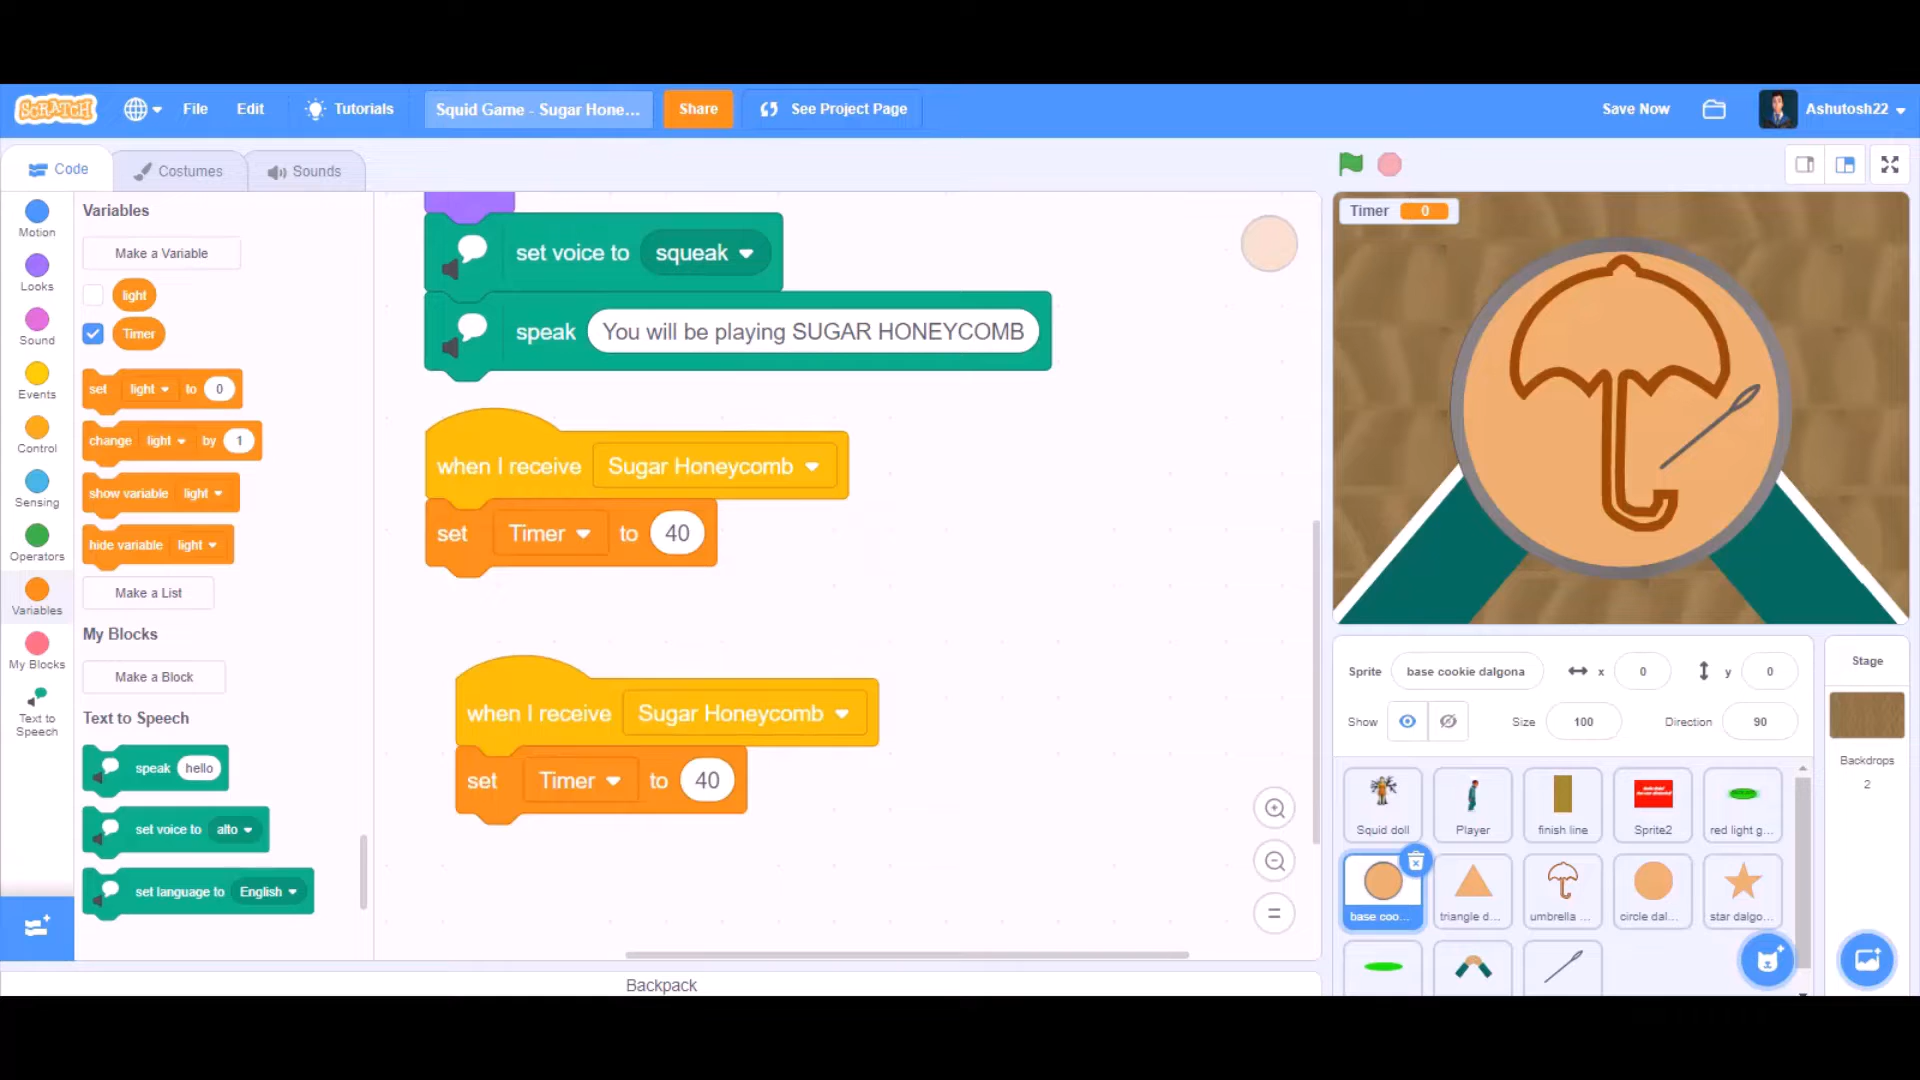 SCRATCH
File
Edit
Tutorials
Squid Game - Sugar Hone...
Share
See Project Page
Save Now
Ashutosh22
Code
Costumes
Sounds
Motion
Looks
Sound
Events
Control
Sensing
Operators
Variables
My Blocks
Text to
Speech
Variables
Make a Variable
light
Timer
set light to 0
change light by 1
show variable light
hide variable light
Make a List
My Blocks
Make a Block
Text to Speech
speak hello
set voice to alto
set language to English
set voice to squeak
speak You will be playing SUGAR HONEYCOMB
when I receive Sugar Honeycomb
set Timer to 40
when I receive Sugar Honeycomb
set Timer to 40
Backpack
Timer 0
Sprite base cookie dalgona x 0 y 0
Show Size 100 Direction 90
Squid doll
Player
finish line
Sprite2
red light g...
base coo...
triangle d...
umbrella ...
circle dal...
star dalgo...
Stage
Backdrops
2